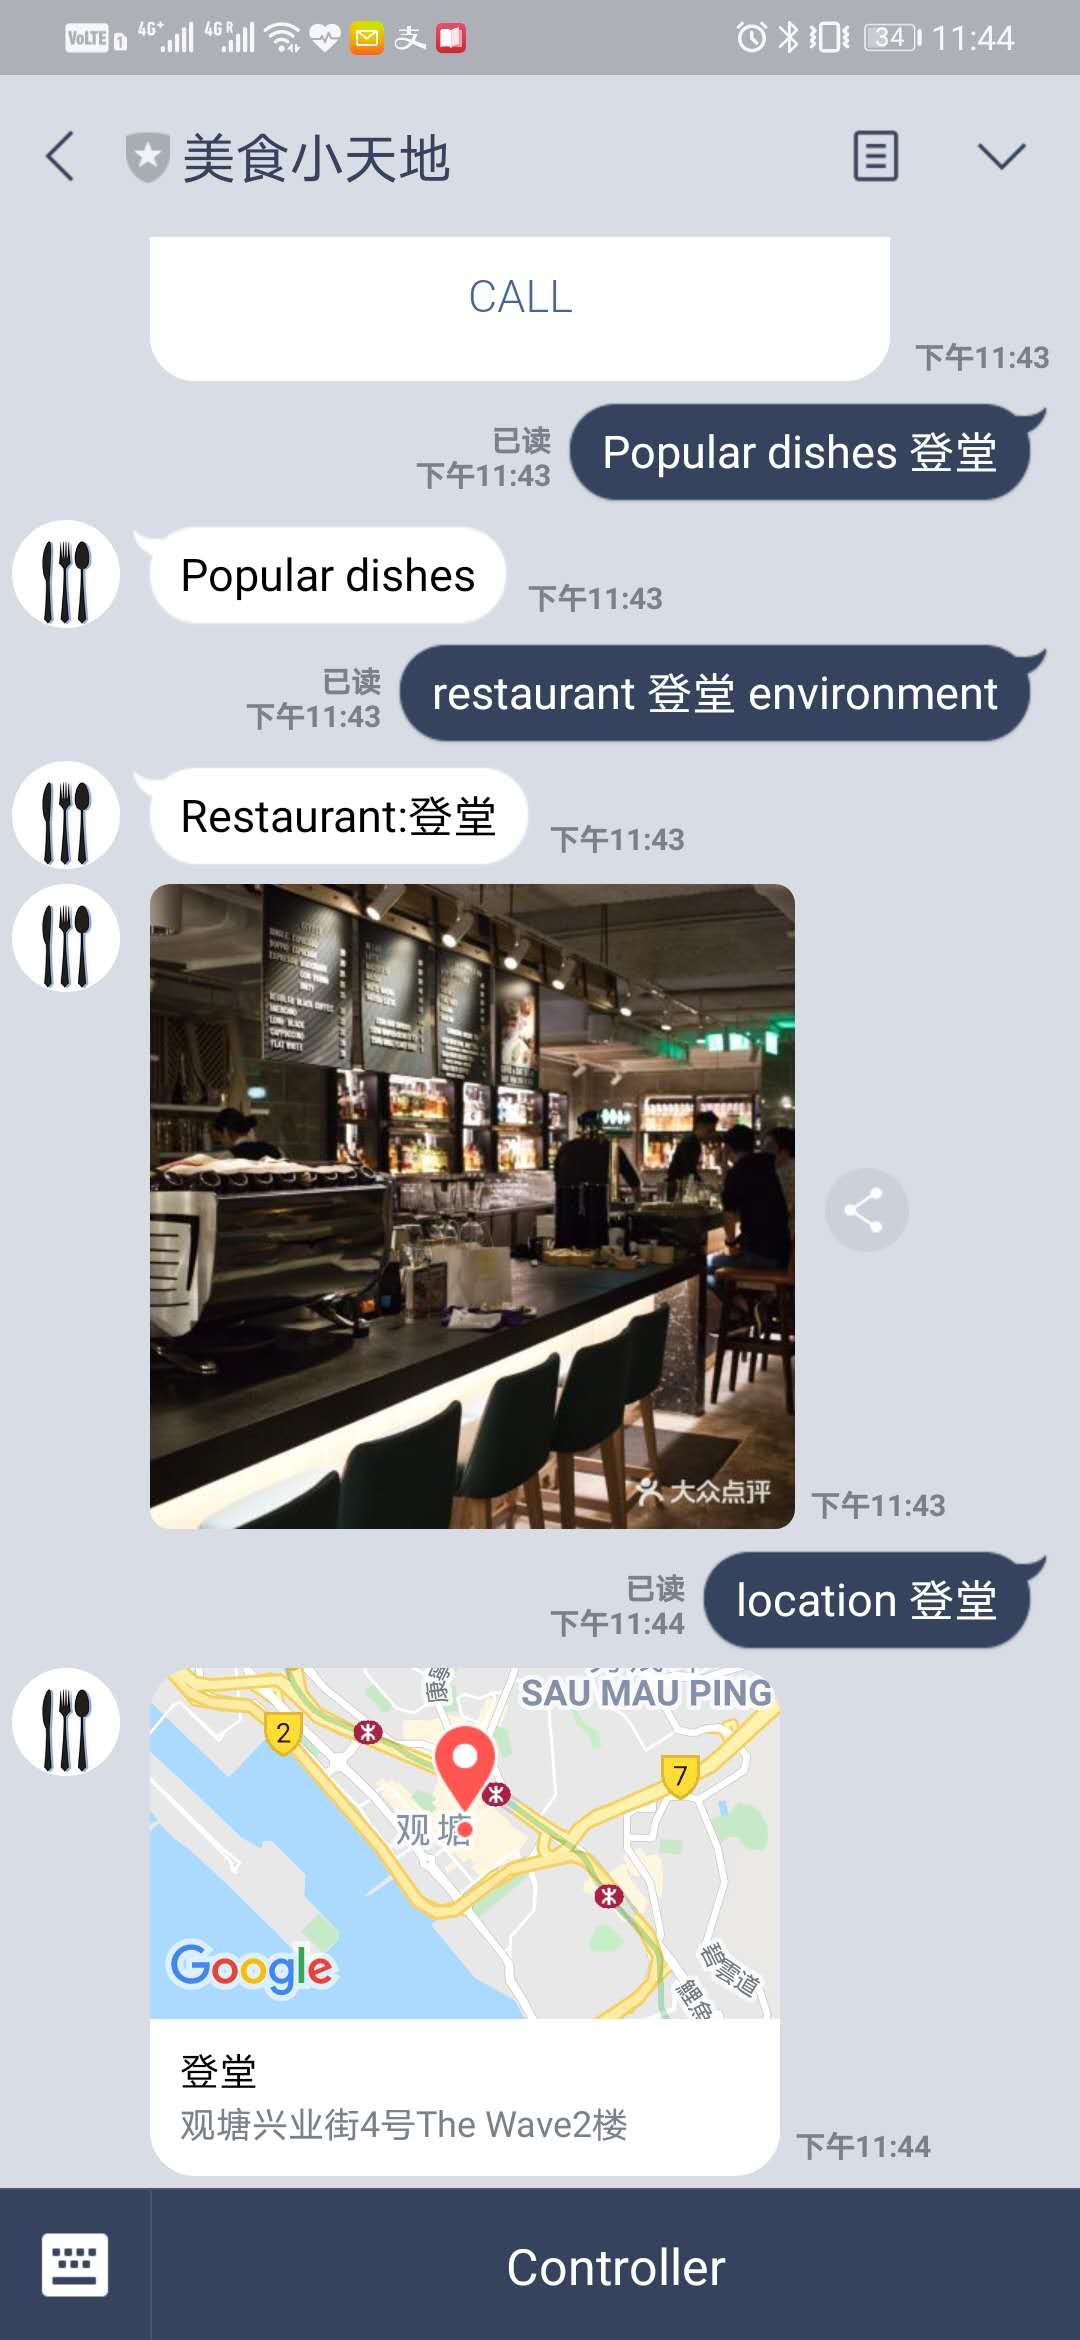 VoLTE 1 4G+ 4G R 支 34 11:44
美食小天地
CALL
下午11:43
已读
下午11:43
Popular dishes 登堂
Popular dishes
下午11:43
已读
下午11:43
restaurant 登堂 environment
Restaurant:登堂
下午11:43
大众点评
下午11:43
已读
下午11:44
location 登堂
SAU MAU PING
2
7
观塘
碧雲道
Google
登堂
观塘兴业街4号The Wave2楼
下午11:44
Controller